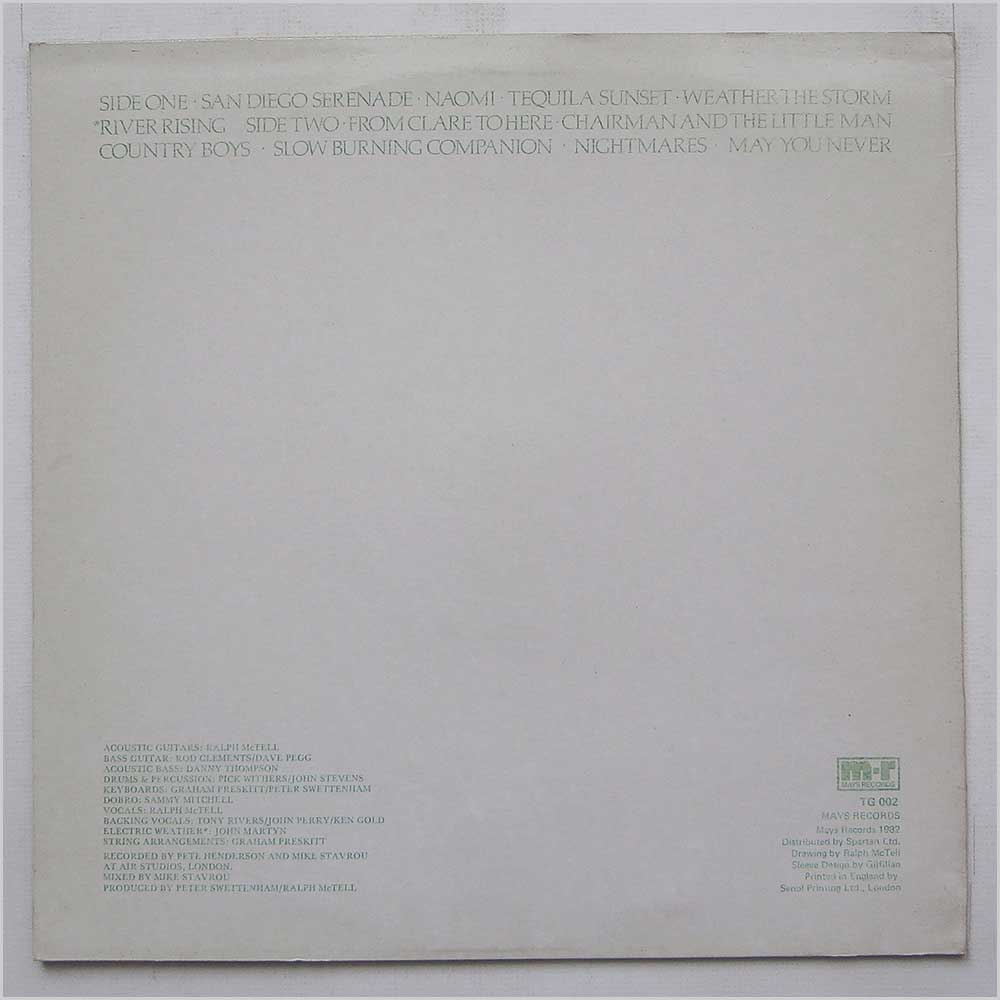 SIDE ONE · SAN DIEGO SERENADE · NAOMI · TEQUILA SUNSET · WEATHER THE STORM
*RIVER RISING SIDE TWO · FROM CLARE TO HERE · CHAIRMAN AND THE LITTLE MAN
COUNTRY BOYS · SLOW BURNING COMPANION · NIGHTMARES · MAY YOU NEVER
ACOUSTIC GUITARS: RALPH McTELL
BASS GUITAR: ROD CLEMENTS/DAVE PEGG
ACOUSTIC BASS: DANNY THOMPSON
DRUMS & PERCUSSION: PICK WITHERS/JOHN STEVENS
KEYBOARDS: GRAHAM PRESKITT/PETER SWETTENHAM
DOBRO: SAMMY MITCHELL
VOCALS: RALPH McTELL
BACKING VOCALS: TONY RIVERS/JOHN PERRY/KEN GOLD
ELECTRIC WEATHER*: JOHN MARTYN
STRING ARRANGEMENTS: GRAHAM PRESKITT
RECORDED BY PETE HENDERSON AND MIKE STAVROU
AT AIR STUDIOS, LONDON.
MIXED BY MIKE STAVROU
PRODUCED BY PETER SWETTENHAM/RALPH McTELL
m-r
MAYS RECORDS
TG 002
MAYS RECORDS
Mays Records 1982
Distributed by Spartan Ltd.
Drawing by Ralph McTell
Sleeve Design by Gilfillan
Printed in England by
Senol Printing Ltd., London